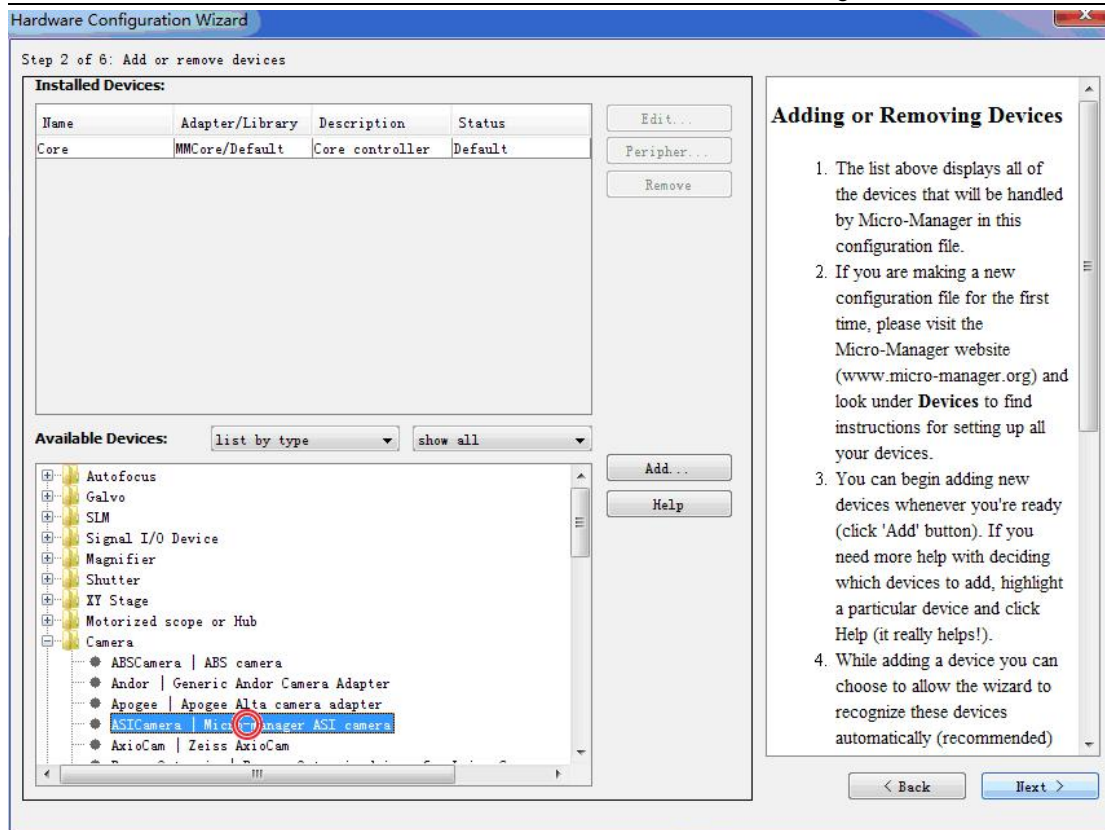 Hardware Configuration Wizard
Step 2 of 6: Add or remove devices
Installed Devices:
Name Adapter/Library Description Status
Core MMCore/Default Core controller Default
Edit...
Peripher...
Remove
Available Devices: list by type show all
Autofocus
Galvo
SLM
Signal I/O Device
Magnifier
Shutter
XY Stage
Motorized scope or Hub
Camera
ABSCamera | ABS camera
Andor | Generic Andor Camera Adapter
Apogee | Apogee Alta camera adapter
ASICamera | Micro-manager ASI camera
AxioCam | Zeiss AxioCam
Add...
Help
Adding or Removing Devices
1. The list above displays all of
the devices that will be handled
by Micro-Manager in this
configuration file.
2. If you are making a new
configuration file for the first
time, please visit the
Micro-Manager website
(www.micro-manager.org) and
look under Devices to find
instructions for setting up all
your devices.
3. You can begin adding new
devices whenever you're ready
(click 'Add' button). If you
need more help with deciding
which devices to add, highlight
a particular device and click
Help (it really helps!).
4. While adding a device you can
choose to allow the wizard to
recognize these devices
automatically (recommended)
< Back
Next >